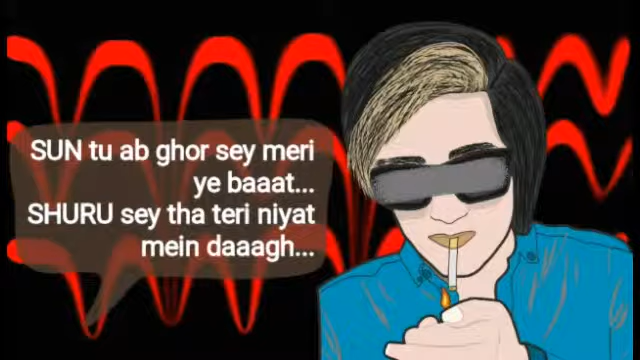 SUN tu ab ghor sey meri
ye baaat...
SHURU sey tha teri niyat
mein daaagh...